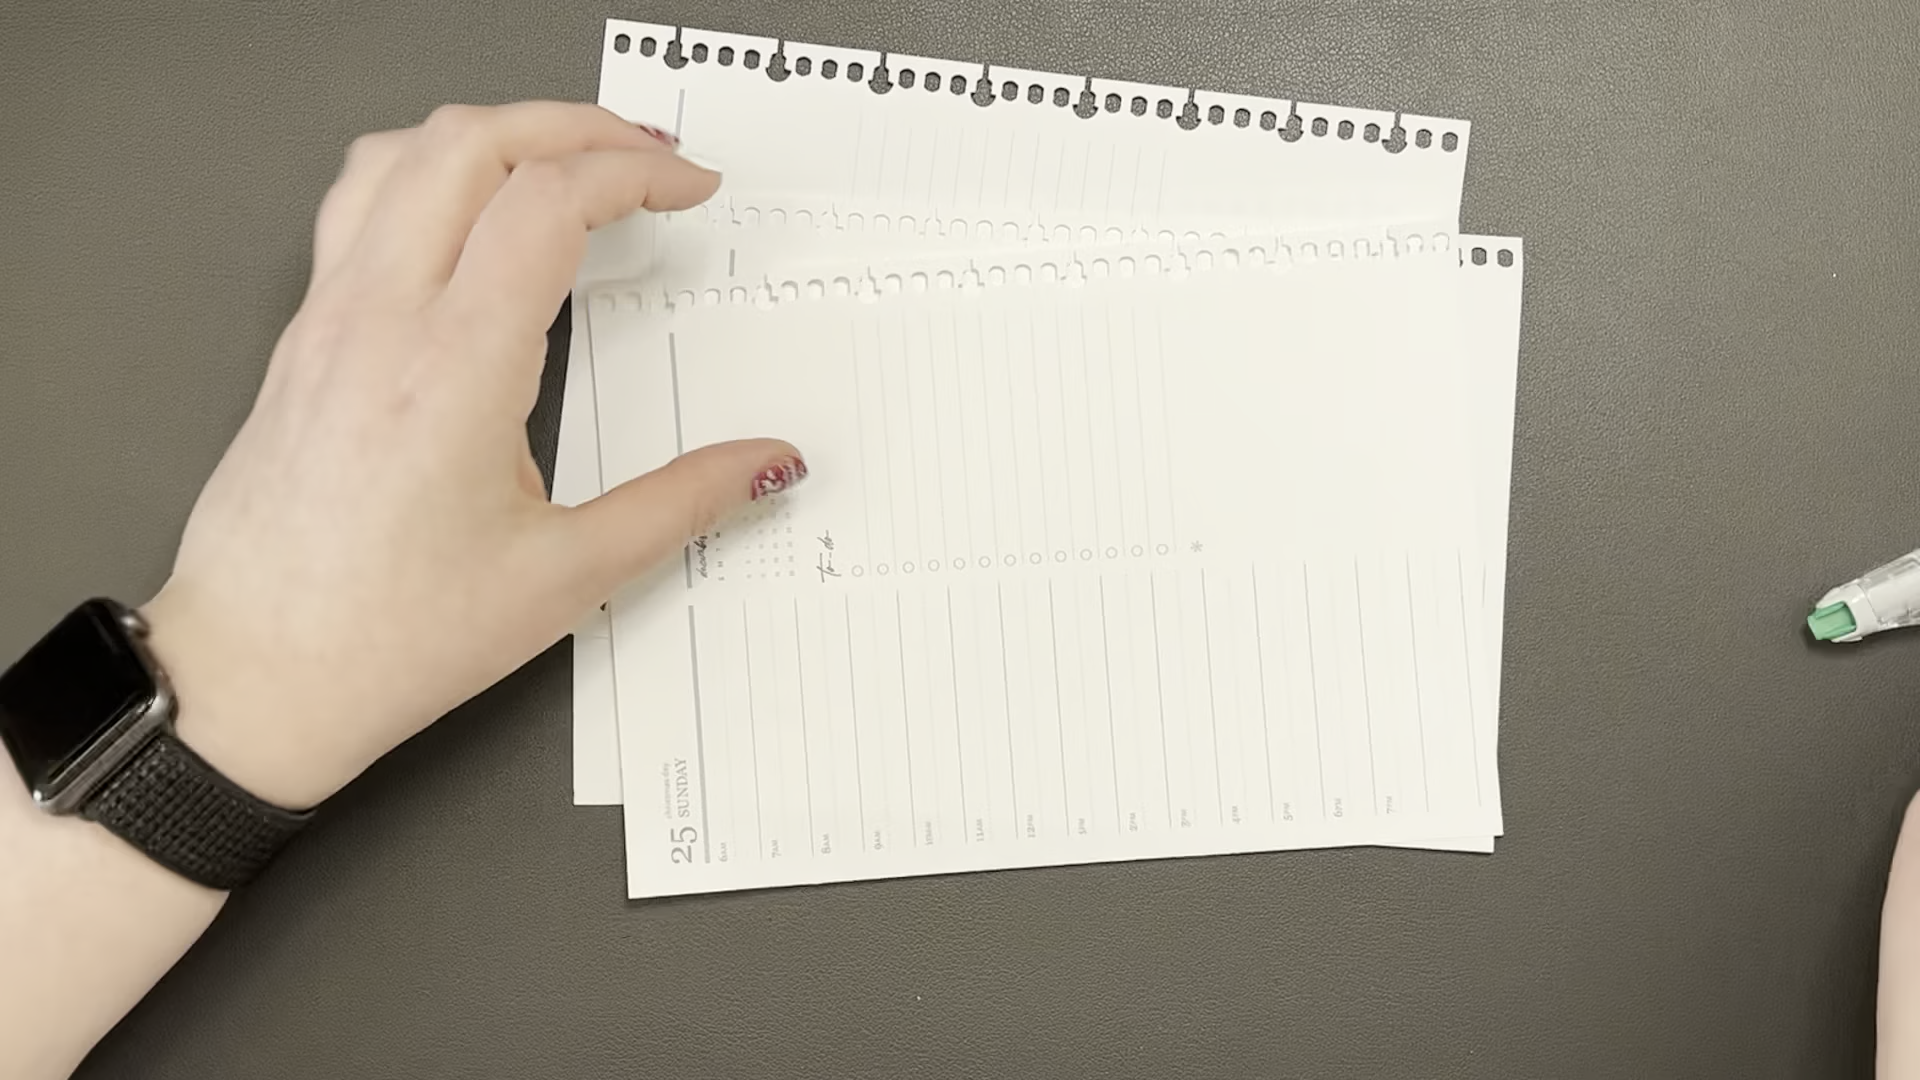 25 SUNDAY
christmas day
6AM
7AM
8AM
9AM
10AM
11AM
12PM
1PM
2PM
3PM
4PM
5PM
6PM
7PM
to-do